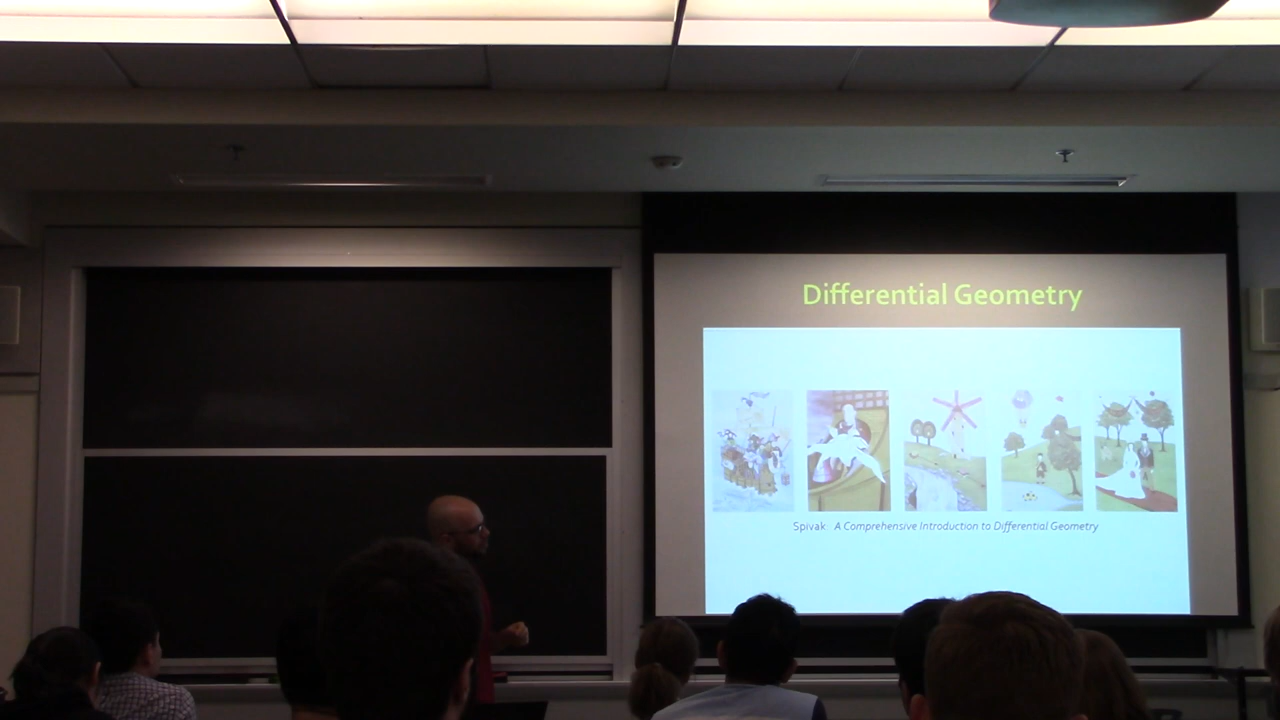 Differential Geometry
Spivak: A Comprehensive Introduction to Differential Geometry